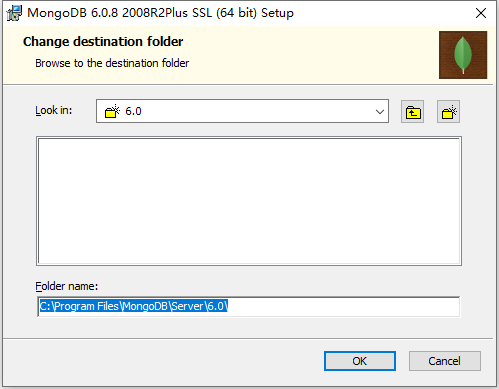 MongoDB 6.0.8 2008R2Plus SSL (64 bit) Setup
Change destination folder
Browse to the destination folder
Look in:
6.0
Folder name:
C:\Program Files\MongoDB\Server\6.0\
OK
Cancel